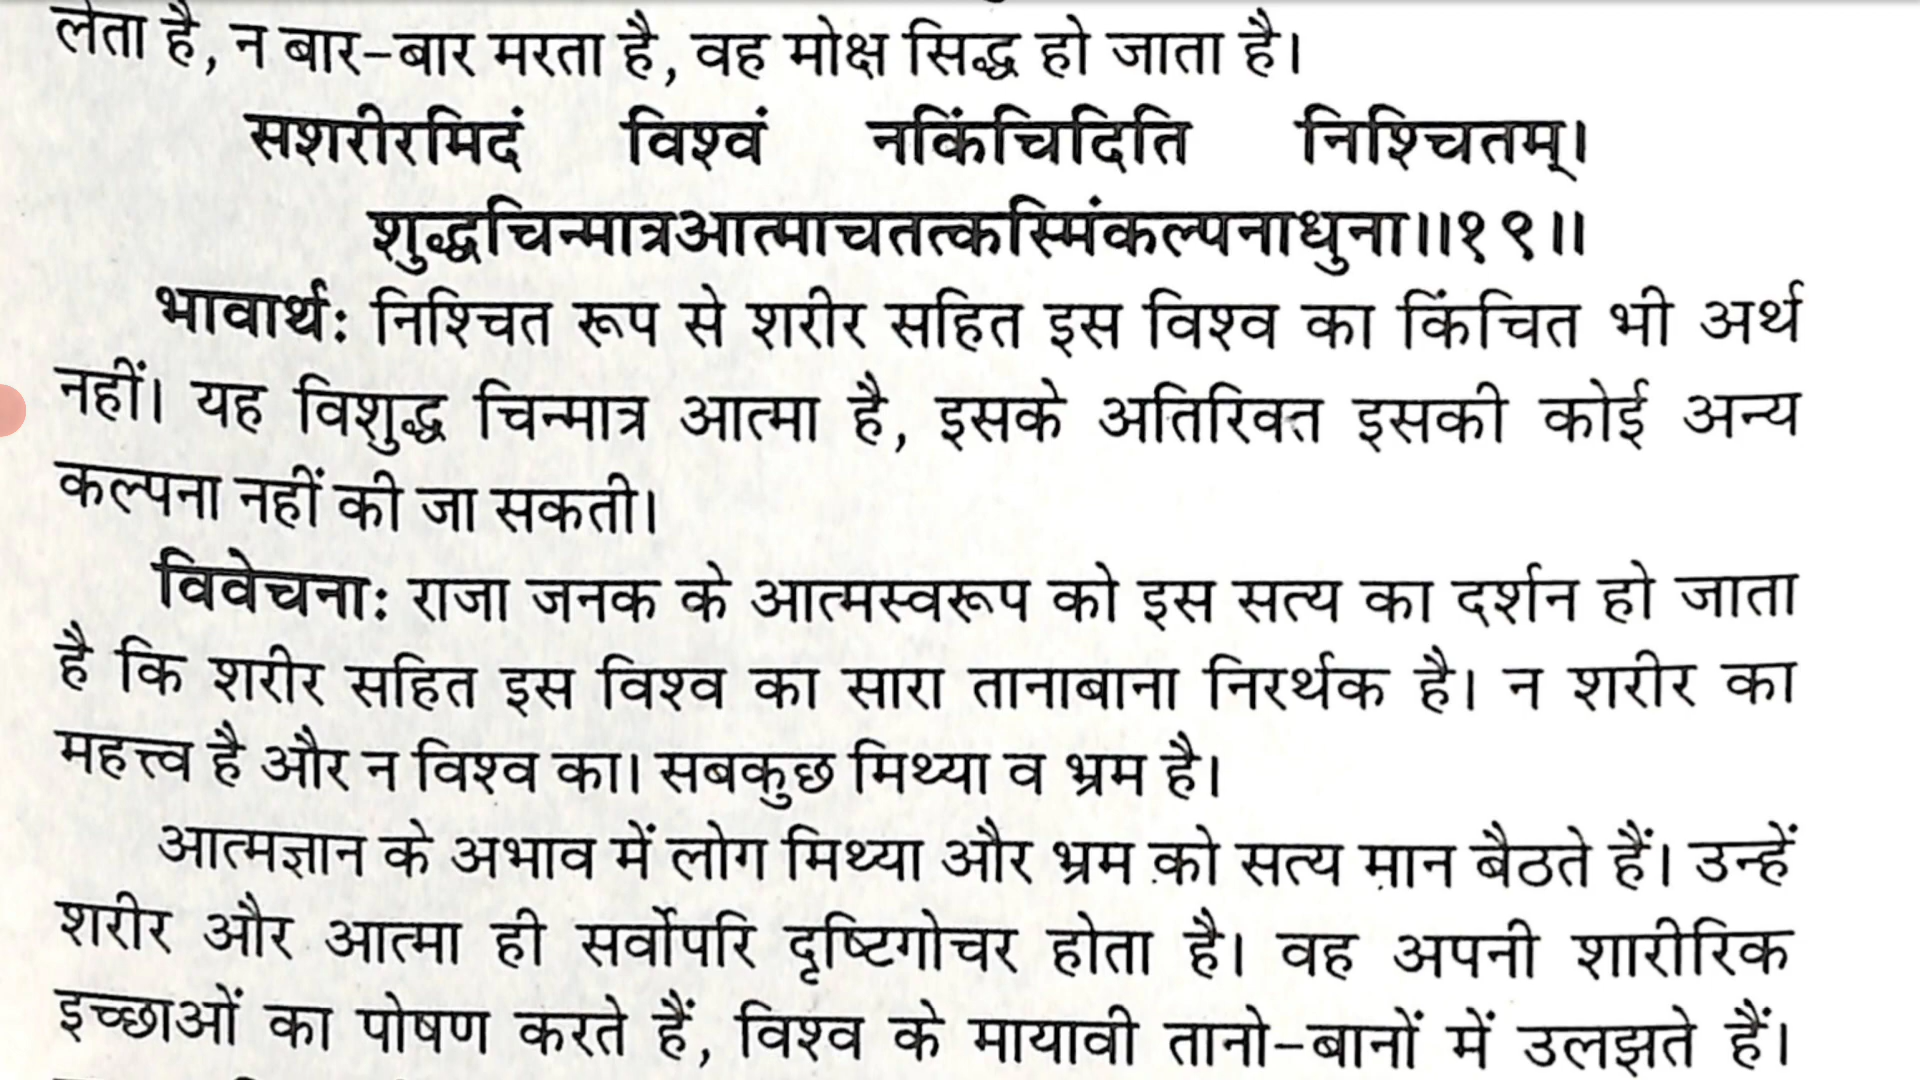 लेता है, न बार-बार मरता है, वह मोक्ष सिद्ध हो जाता है।
सशरीरमिदं विश्वं नकिंचिदिति निश्चितम्।
शुद्धचिन्मात्रआत्माचतत्कस्मिंकल्पनाधुना।।१९।।
भावार्थ: निश्चित रूप से शरीर सहित इस विश्व का किंचित भी अर्थ
नहीं। यह विशुद्ध चिन्मात्र आत्मा है, इसके अतिरिक्त इसकी कोई अन्य
कल्पना नहीं की जा सकती।
विवेचना: राजा जनक के आत्मस्वरूप को इस सत्य का दर्शन हो जाता
है कि शरीर सहित इस विश्व का सारा तानाबाना निरर्थक है। न शरीर का
महत्त्व है और न विश्व का। सबकुछ मिथ्या व भ्रम है।
आत्मज्ञान के अभाव में लोग मिथ्या और भ्रम को सत्य मान बैठते हैं। उन्हें
शरीर और आत्मा ही सर्वोपरि दृष्टिगोचर होता है। वह अपनी शारीरिक
इच्छाओं का पोषण करते हैं, विश्व के मायावी तानो-बानों में उलझते हैं।